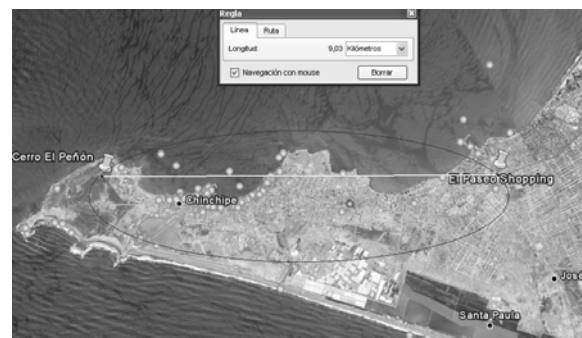 Regla
Línea Ruta
Longitud: 9,03 Kilómetros
Navegación con mouse Borrar
Cerro El Peñón
El Paseo Shopping
Chinchipe
José
Santa Paula